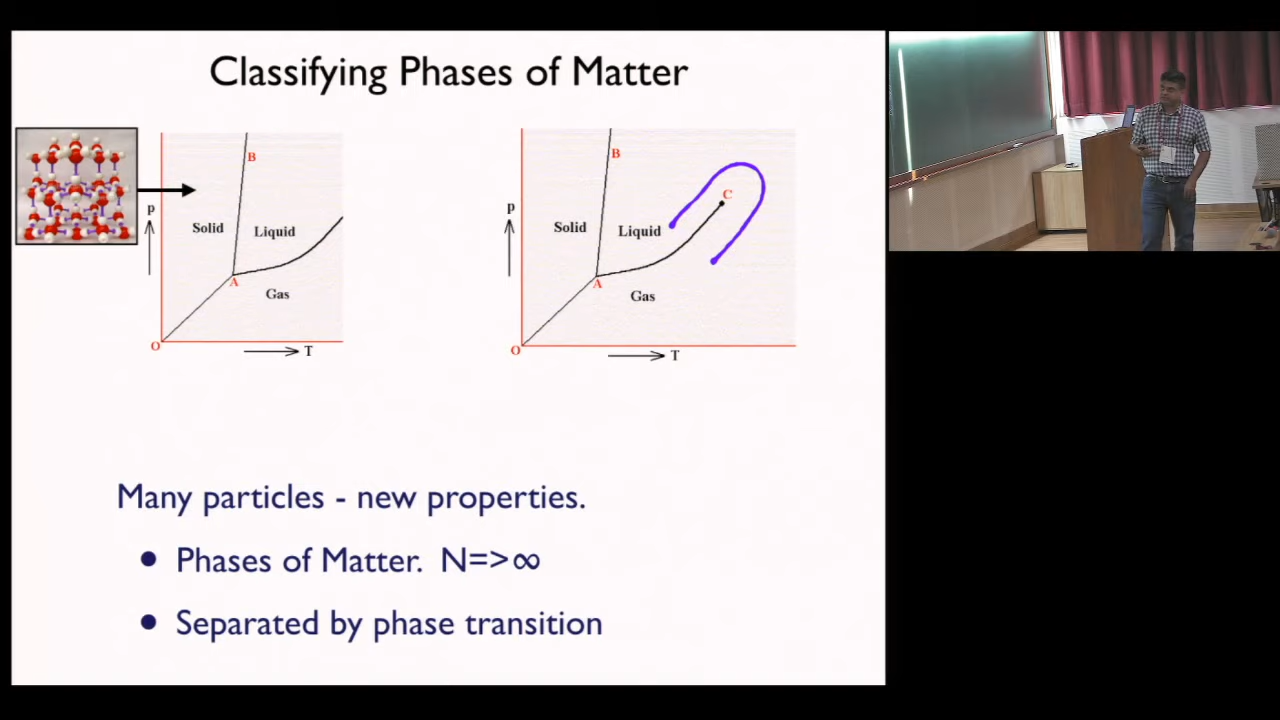 Classifying Phases of Matter
B
p
Solid
Liquid
A
Gas
O
T
B
C
p
Solid
Liquid
A
Gas
O
T
Many particles - new properties.
• Phases of Matter. N=>∞
• Separated by phase transition